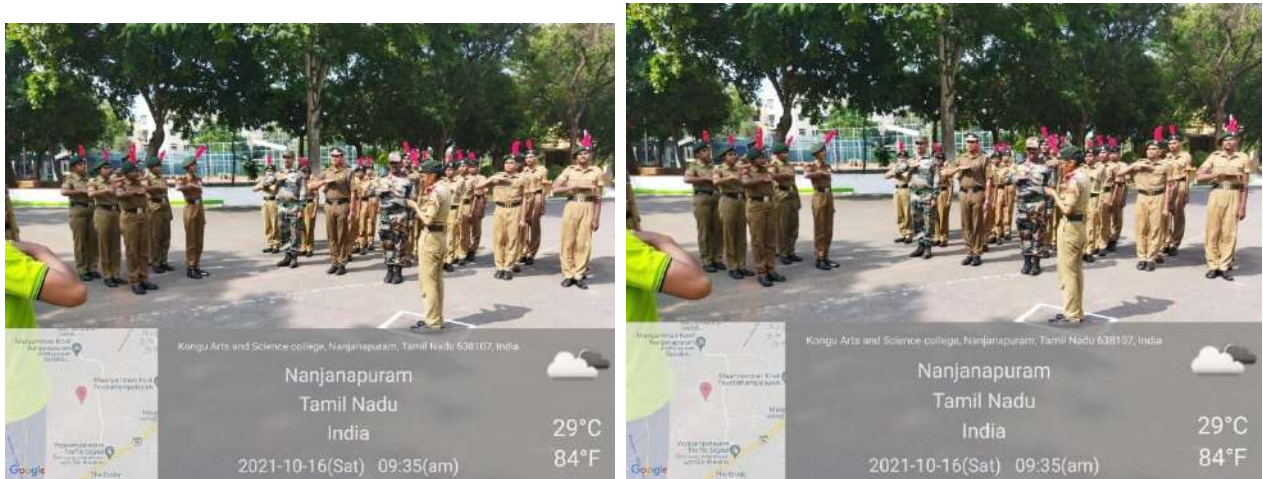 Kongu Arts and Science college, Nanjanapuram, Tamil Nadu 638107, India
Nanjanapuram
Tamil Nadu
India
2021-10-16(Sat) 09:35(am)
29°C
84°F
Google
Kongu Arts and Science college, Nanjanapuram, Tamil Nadu 638107, India
Nanjanapuram
Tamil Nadu
India
2021-10-16(Sat) 09:35(am)
29°C
84°F
Google